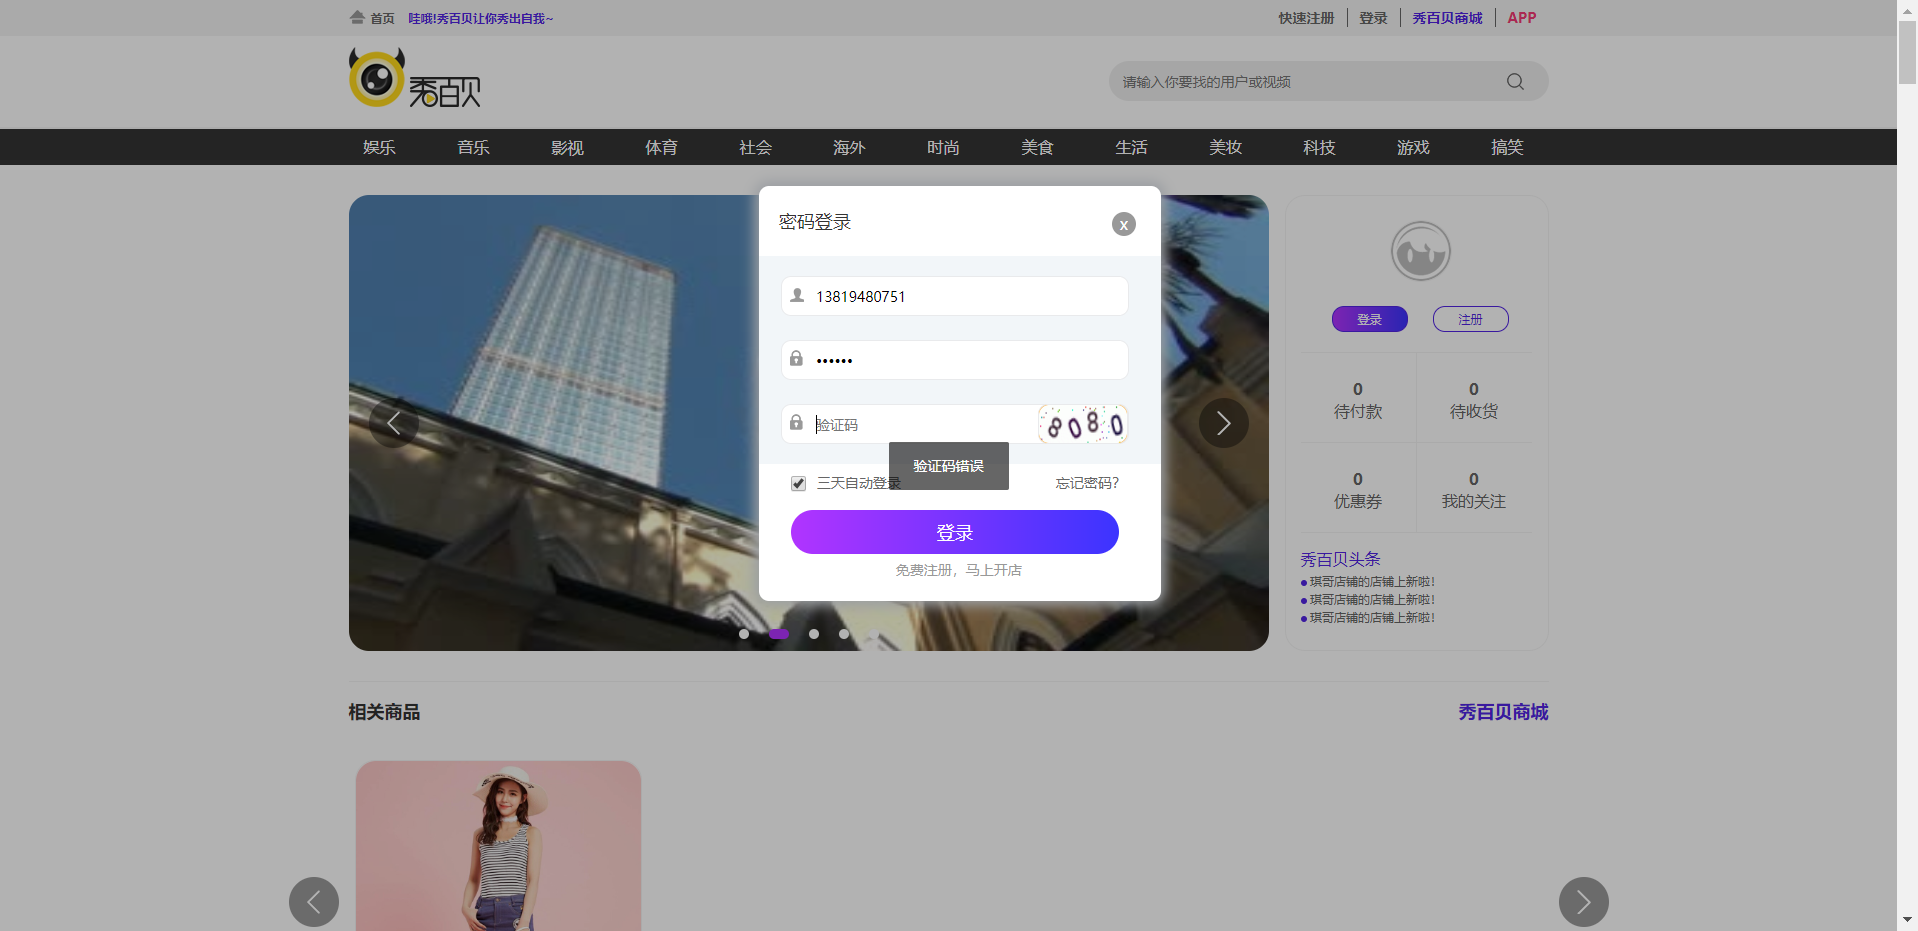 首页 哇哦!秀百贝让你秀出自我~
快速注册 登录 秀百贝商城 APP
秀百贝
请输入你要找的用户或视频
娱乐 音乐 影视 体育 社会 海外 时尚 美食 生活 美妆 科技 游戏 搞笑
密码登录
x
13819480751
••••••
验证码
8080
验证码错误
三天自动登录
忘记密码?
登录
免费注册，马上开店
登录 注册
0 0
待付款 待收货
0 0
优惠券 我的关注
秀百贝头条
琪哥店铺的店铺上新啦！
琪哥店铺的店铺上新啦！
琪哥店铺的店铺上新啦！
相关商品
秀百贝商城